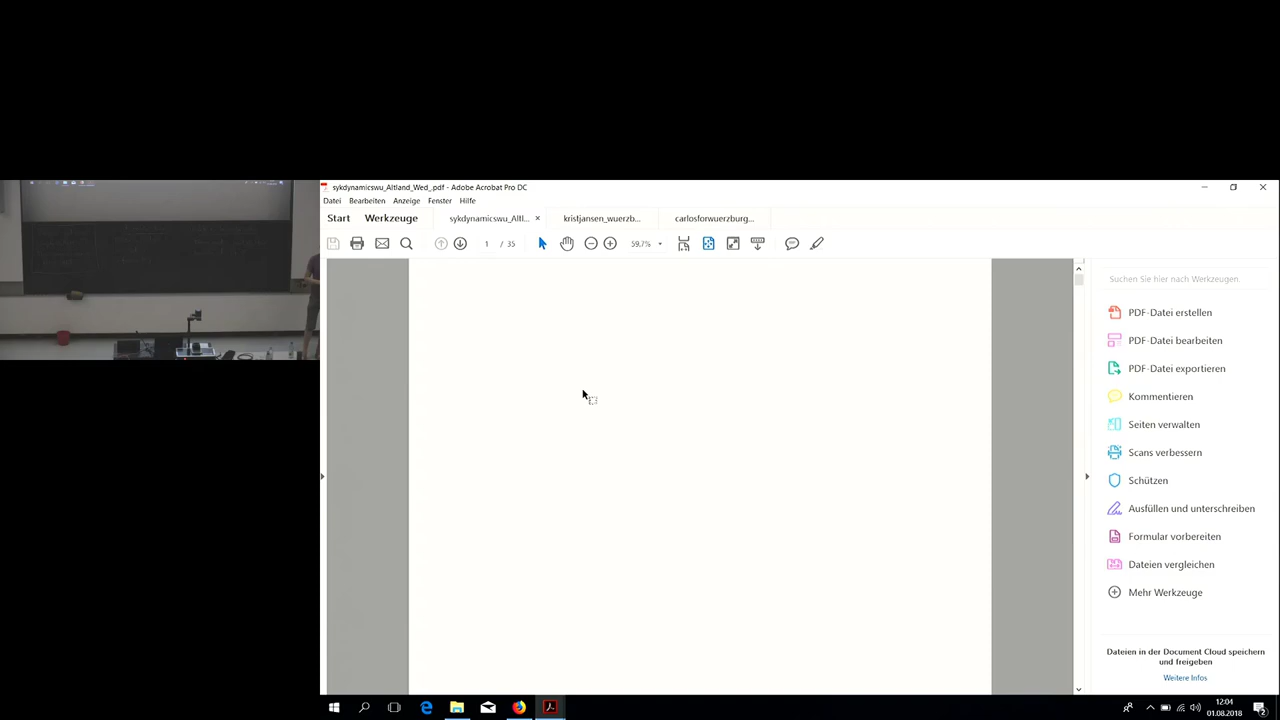 sykdynamicswu_Altland_Wed_.pdf - Adobe Acrobat Pro DC
Datei Bearbeiten Anzeige Fenster Hilfe
Start Werkzeuge sykdynamicswu_Altl... × kristjansen_wuerzb... carlosforwuerzburg...
1 / 35 59,7%
Suchen Sie hier nach Werkzeugen.
PDF-Datei erstellen
PDF-Datei bearbeiten
PDF-Datei exportieren
Kommentieren
Seiten verwalten
Scans verbessern
Schützen
Ausfüllen und unterschreiben
Formular vorbereiten
Dateien vergleichen
Mehr Werkzeuge
Dateien in der Document Cloud speichern
und freigeben
Weitere Infos
12:04
01.08.2018
2